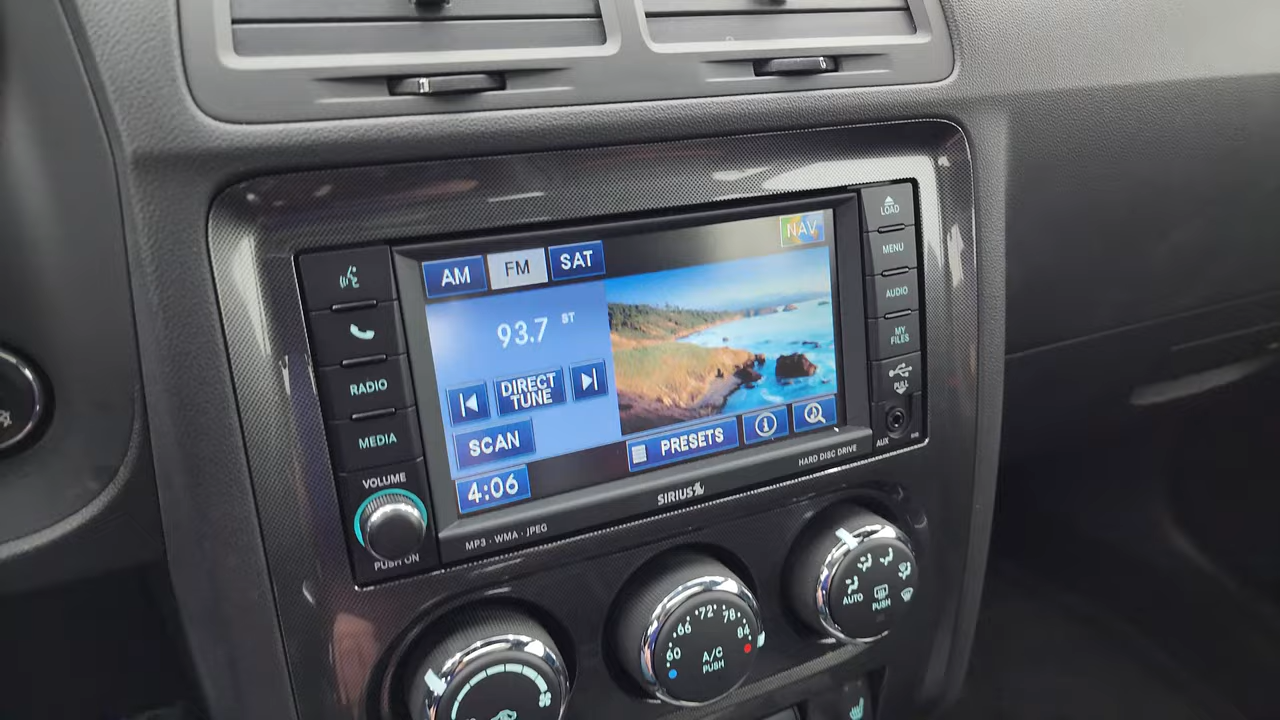 LOAD
MENU
AUDIO
MY
FILES
PULL
AUX
RADIO
MEDIA
VOLUME
PUSH ON
NAV
AM
FM
SAT
93.7 ST
DIRECT
TUNE
SCAN
PRESETS
4:06
HARD DISC DRIVE
SIRIUS
MP3 · WMA · JPEG
60 66 72 78 84
A/C
PUSH
AUTO
PUSH